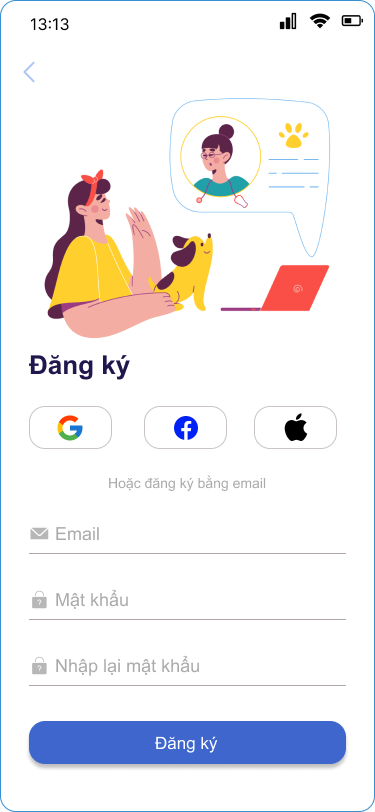 13:13
Đăng ký
Hoặc đăng ký bằng email
Email
Mật khẩu
Nhập lại mật khẩu
Đăng ký